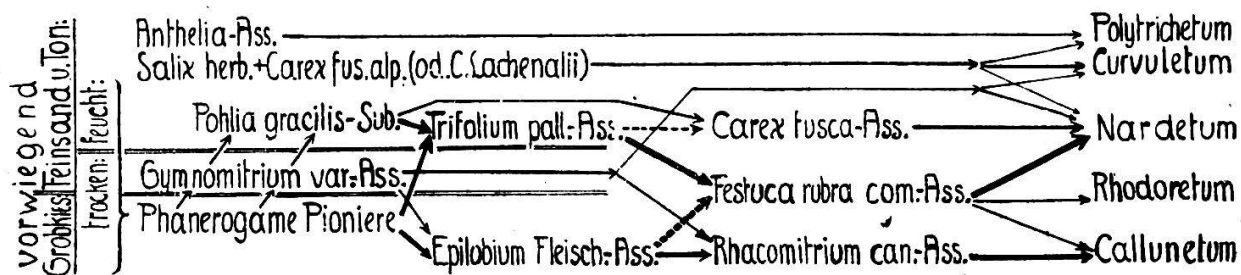 vorwiegend
Grobkies: Feinsand u. Ton:
trocken: feucht:
Anthelia-Ass. Polytrichetum
Salix herb.+Carex fus.alp.(od.C.Lachenalii) Curvuletum
Pohlia gracilis-Sub. Trifolium pall.-Ass. Carex fusca-Ass. Nardetum
Gymnomitrium var.-Ass. Festuca rubra com.-Ass. Rhodoretum
Phanerogame Pioniere
Epilobium Fleisch.-Ass. Rhacomitrium can.-Ass. Callunetum